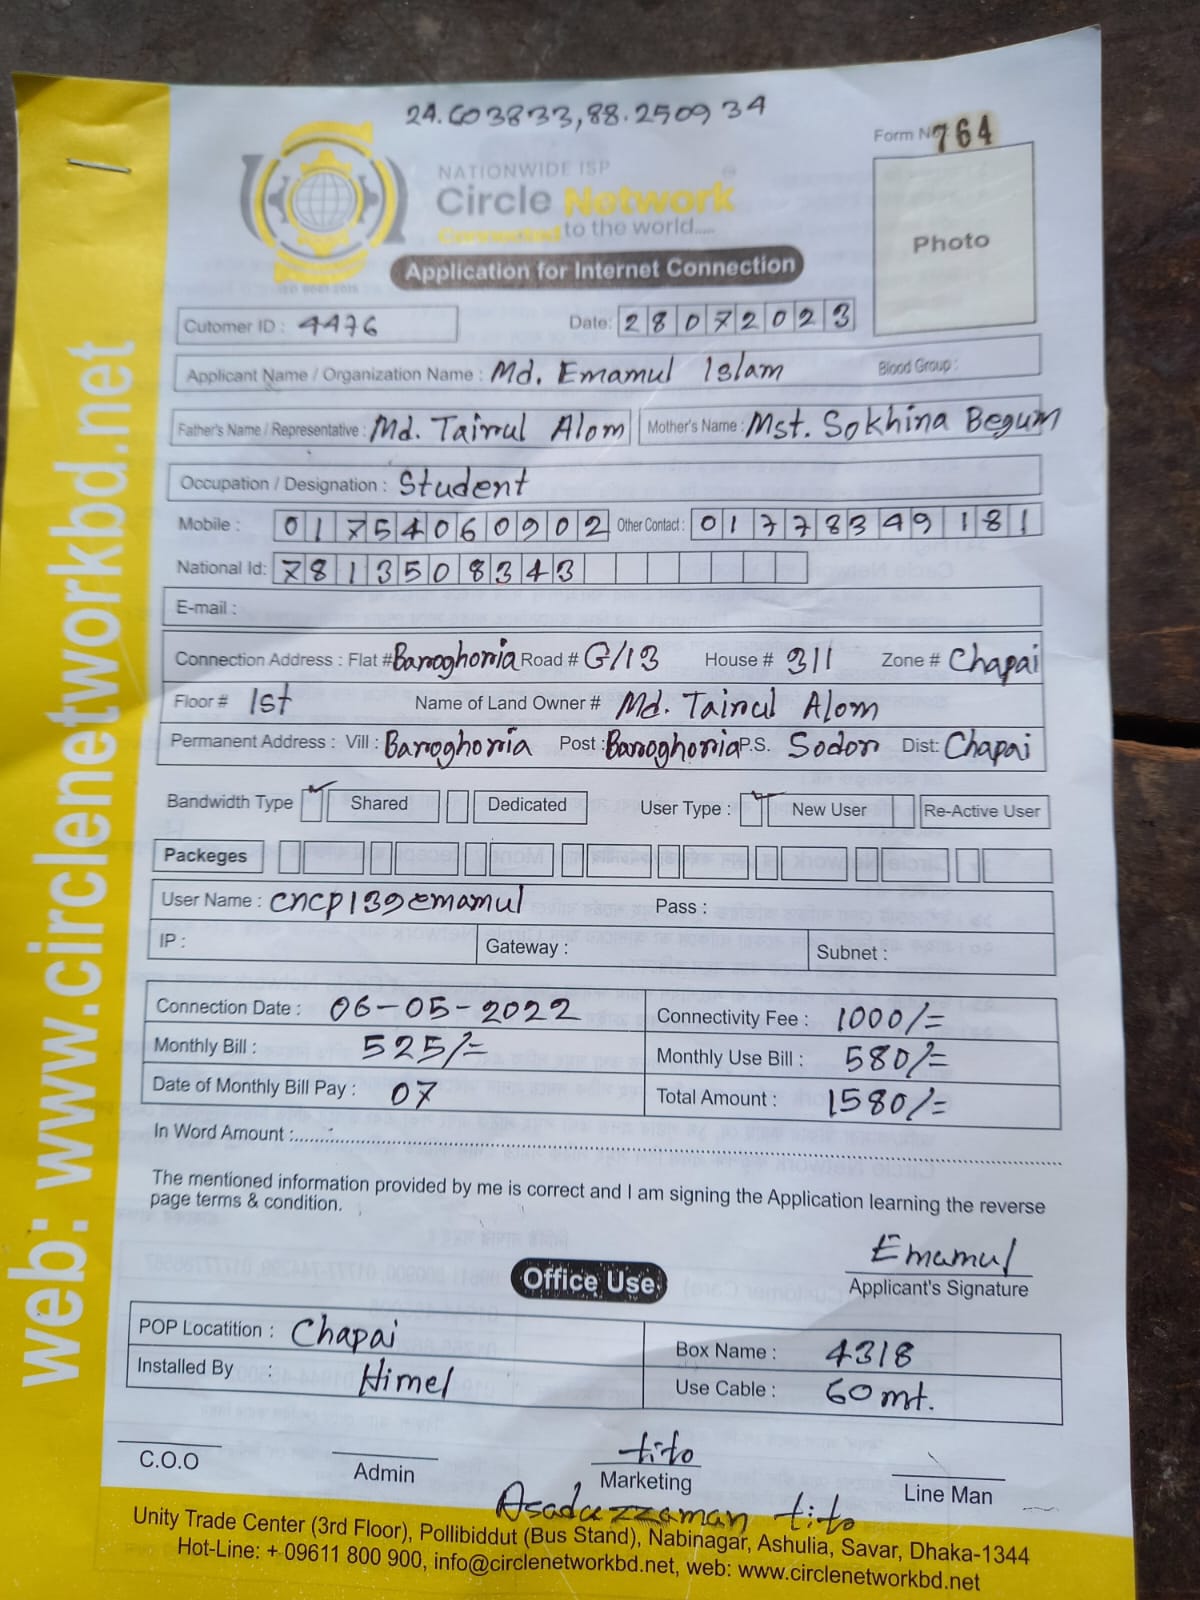 24.603833,88.2509 34
Form No 764
NATIONWIDE ISP
Circle Network
Connected to the world.....
Photo
Application for Internet Connection
Cutomer ID : 4476 Date: 28072023
Applicant Name / Organization Name : Md. Emamul Islam Blood Group :
Father's Name / Representative : Md. Tairul Alom Mother's Name : Mst. Sokhina Begum
Occupation / Designation : Student
Mobile : 01754060902 Other Contact : 01778349181
National Id: 7813508343
E-mail :
Connection Address : Flat # Baroghoria Road # G/13 House # 311 Zone # Chapai
Floor # 1st Name of Land Owner # Md. Tairul Alom
Permanent Address : Vill : Baroghoria Post : Baroghoria P.S. Sodor Dist: Chapai
Bandwidth Type ✓ Shared Dedicated User Type : ✓ New User Re-Active User
Packeges
User Name : cncp139emamul Pass :
IP : Gateway : Subnet :
Connection Date : 06-05-2022 Connectivity Fee : 1000/=
Monthly Bill : 525/= Monthly Use Bill : 580/=
Date of Monthly Bill Pay : 07 Total Amount : 1580/=
In Word Amount :
The mentioned information provided by me is correct and I am signing the Application learning the reverse
page terms & condition.
Emamul
Applicant's Signature
Office Use
POP Locatition : Chapai Box Name : 4318
Installed By : Himel Use Cable : 60 mt.
tito
C.O.O Admin Marketing Line Man
Asaduzzaman tito
Unity Trade Center (3rd Floor), Pollibiddut (Bus Stand), Nabinagar, Ashulia, Savar, Dhaka-1344
Hot-Line: + 09611 800 900, info@circlenetworkbd.net, web: www.circlenetworkbd.net
web: www.circlenetworkbd.net